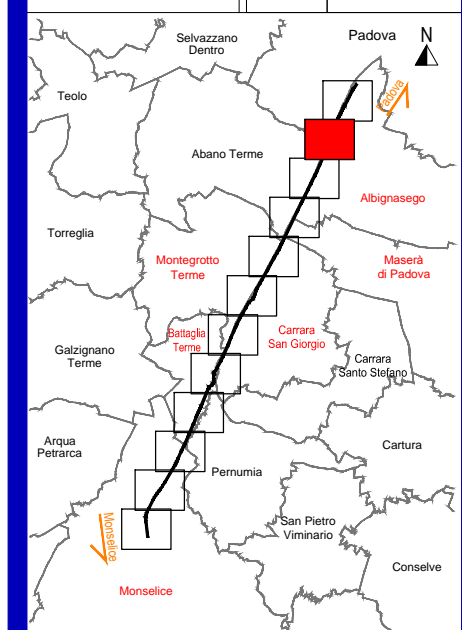 Selvazzano
Dentro
Padova
N
Teolo
Padova
Abano Terme
Albignasego
Torreglia
Montegrotto
Terme
Maserà
di Padova
Battaglia
Terme
Carrara
San Giorgio
Galzignano
Terme
Carrara
Santo Stefano
Arqua
Petrarca
Cartura
Pernumia
Monselice
San Pietro
Viminario
Conselve
Monselice